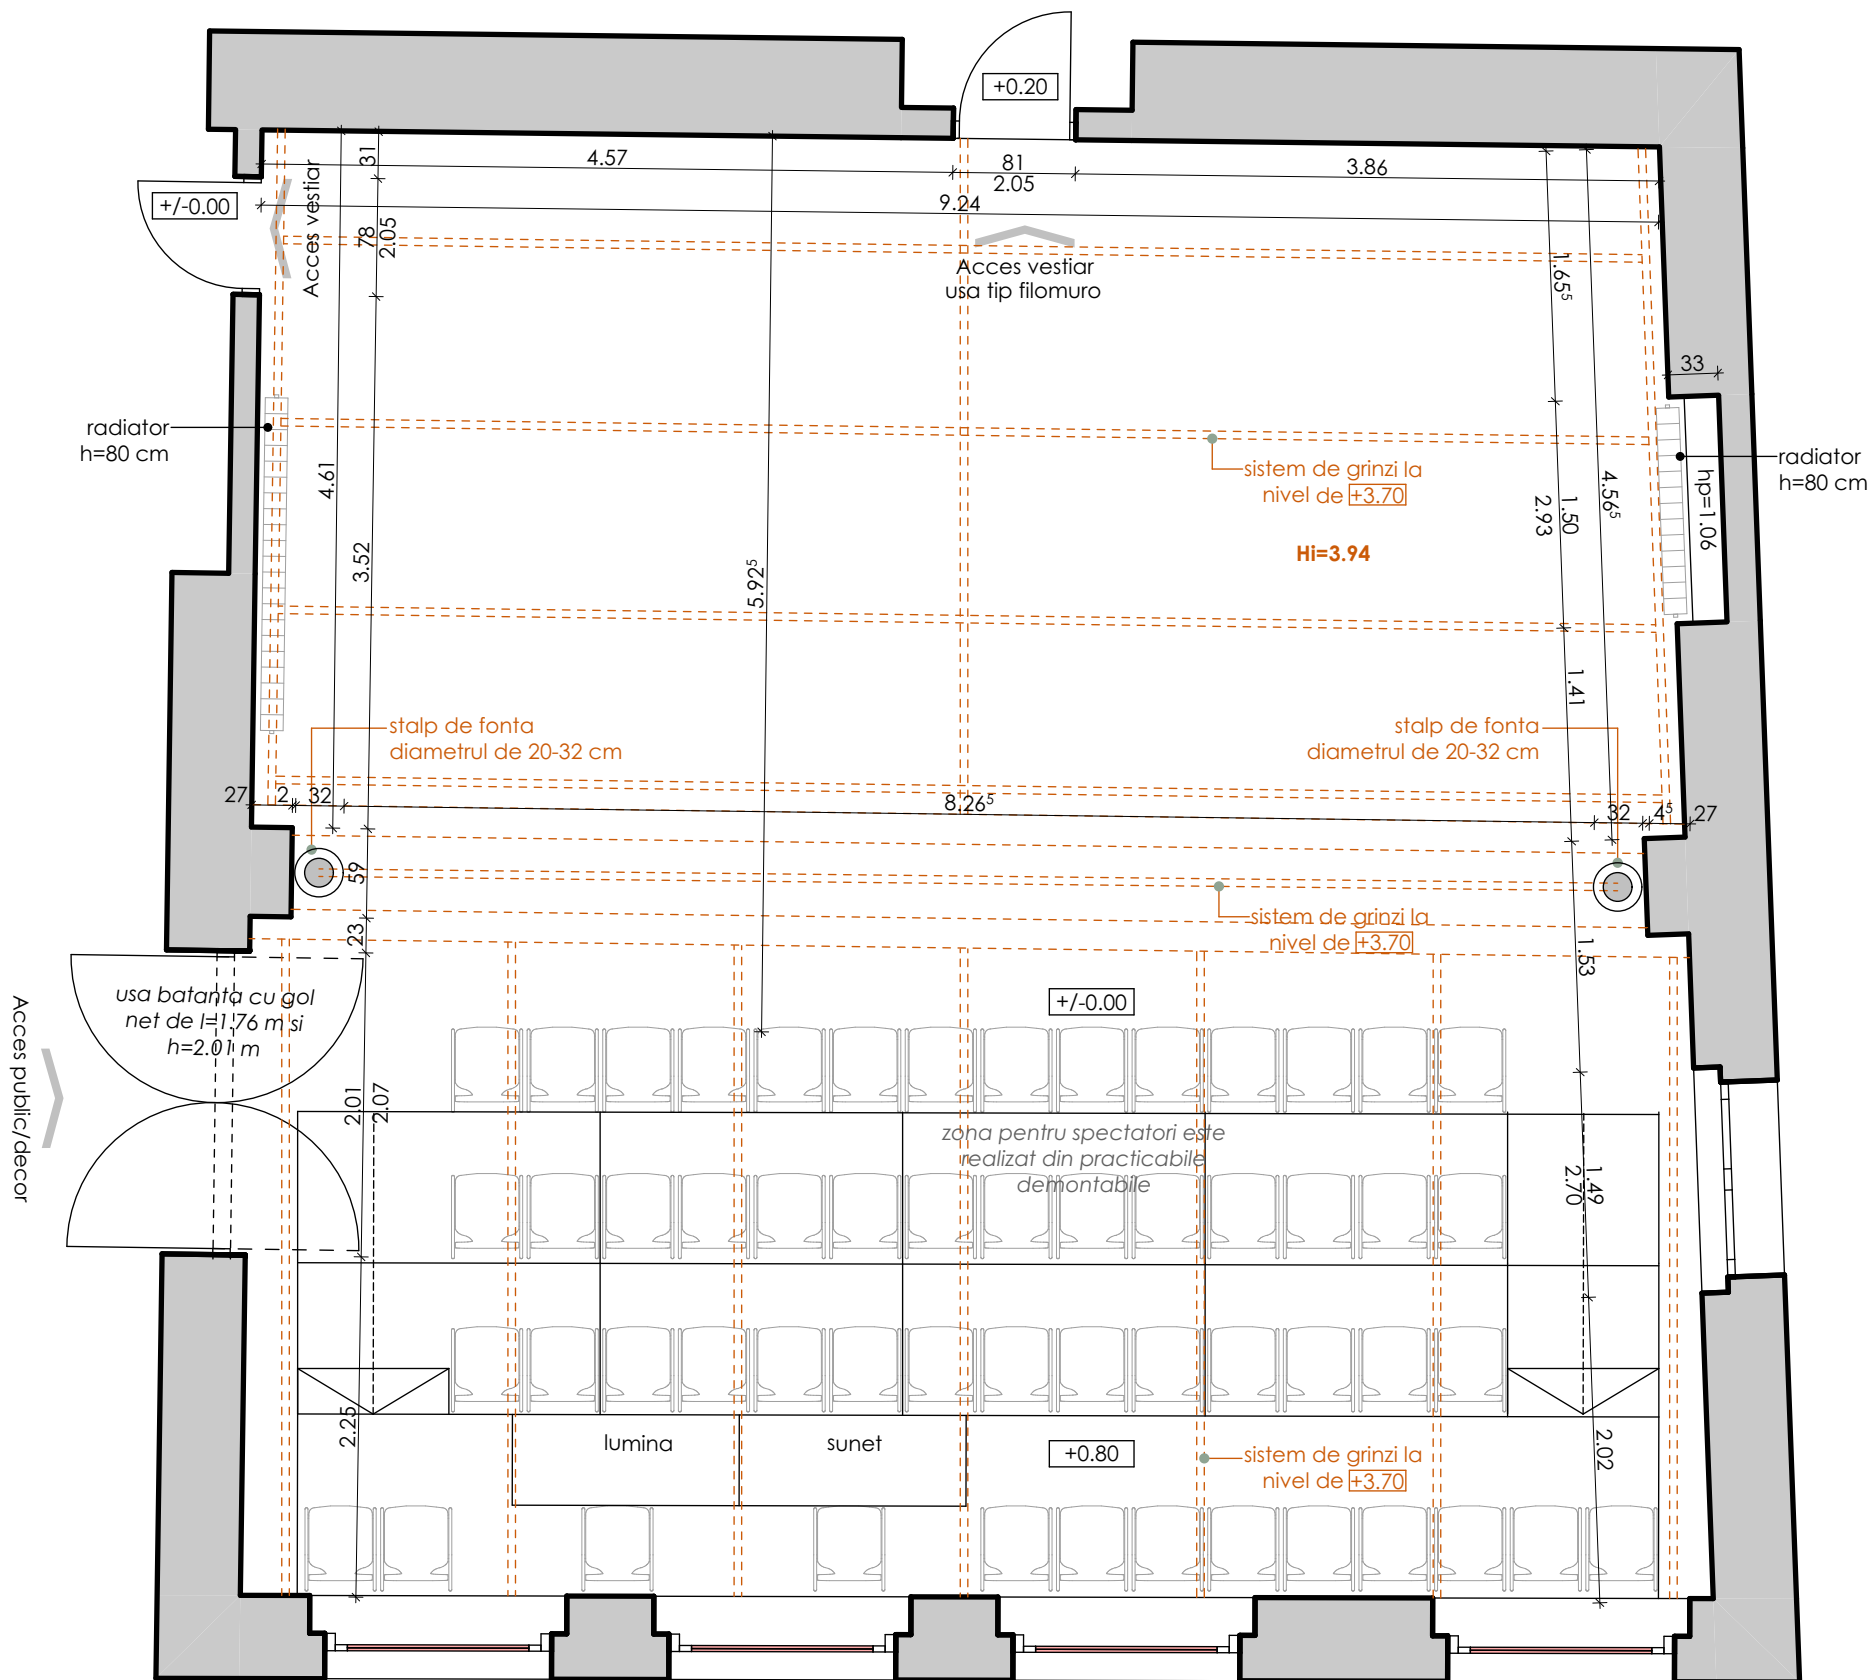 +0.20
31
4.57
81
2.05
3.86
+/-0.00
Acces vestiar
9.24
78
2.05
Acces vestiar
usa tip filomuro
1.65⁵
33
radiator
h=80 cm
4.61
sistem de grinzi la
nivel de +3.70
4.56⁵
1.50
2.93
hp=1.06
radiator
h=80 cm
3.52
5.92⁵
Hi=3.94
1.41
stalp de fonta
diametrul de 20-32 cm
stalp de fonta
diametrul de 20-32 cm
27
2
32
8.26⁵
32
4⁵
27
59
23
sistem de grinzi la
nivel de +3.70
1.53
usa batanta cu gol
net de l=1.76 m si
h=2.01 m
+/-0.00
Acces public/decor
2.01
2.07
zona pentru spectatori este
realizat din practicabile
demontabile
1.49
2.70
2.25
lumina
sunet
+0.80
sistem de grinzi la
nivel de +3.70
2.02